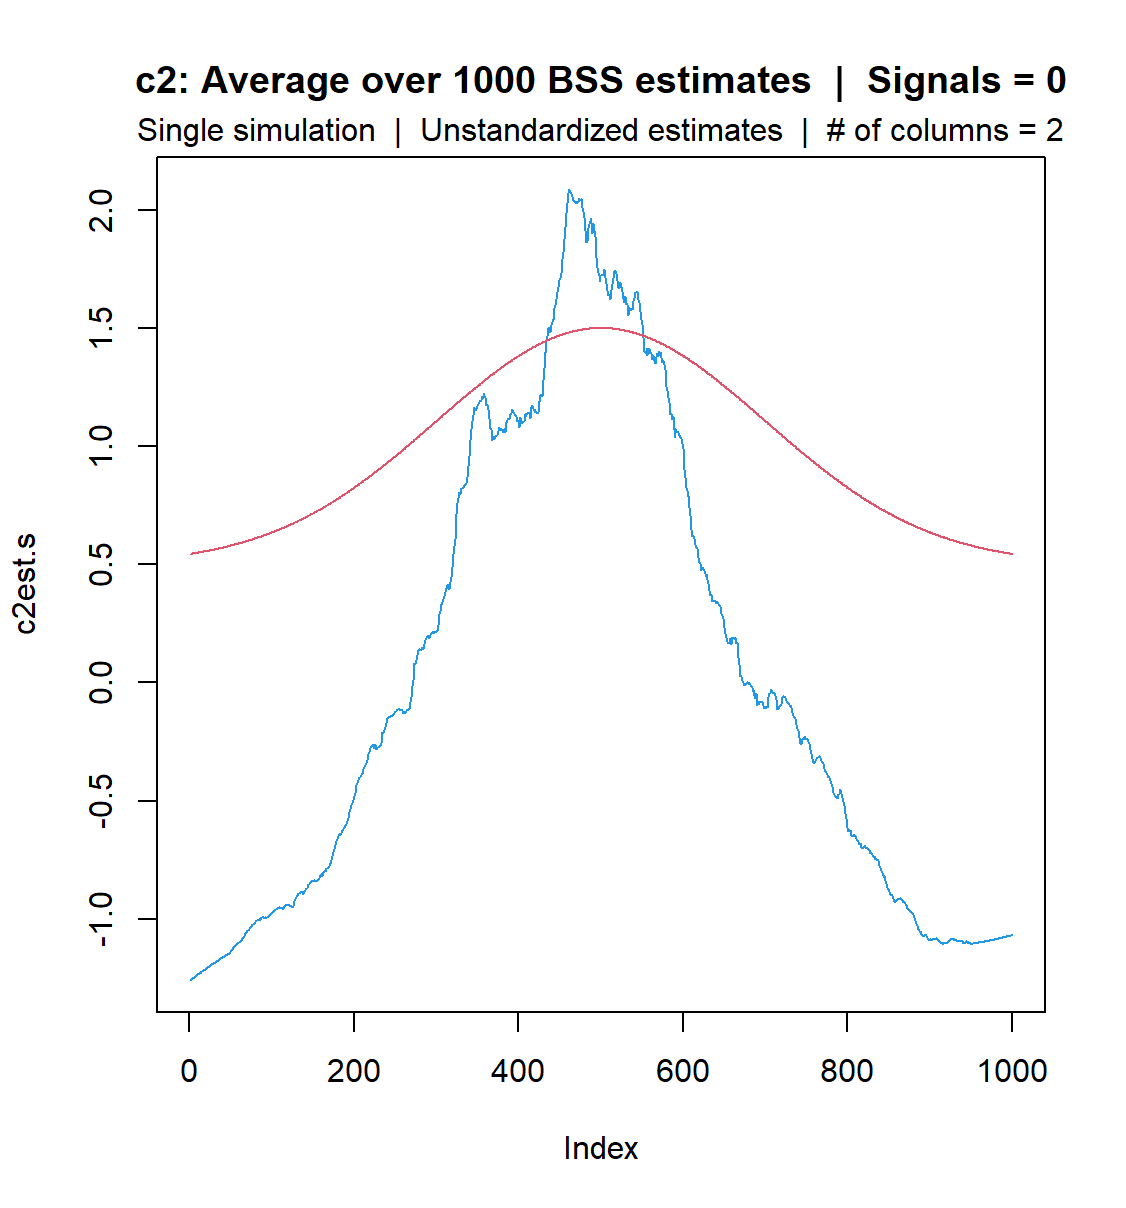 c2: Average over 1000 BSS estimates | Signals = 0
Single simulation | Unstandardized estimates | # of columns = 2
2.0
1.5
1.0
0.5
0.0
-0.5
-1.0
c2est.s
0 200 400 600 800 1000
Index